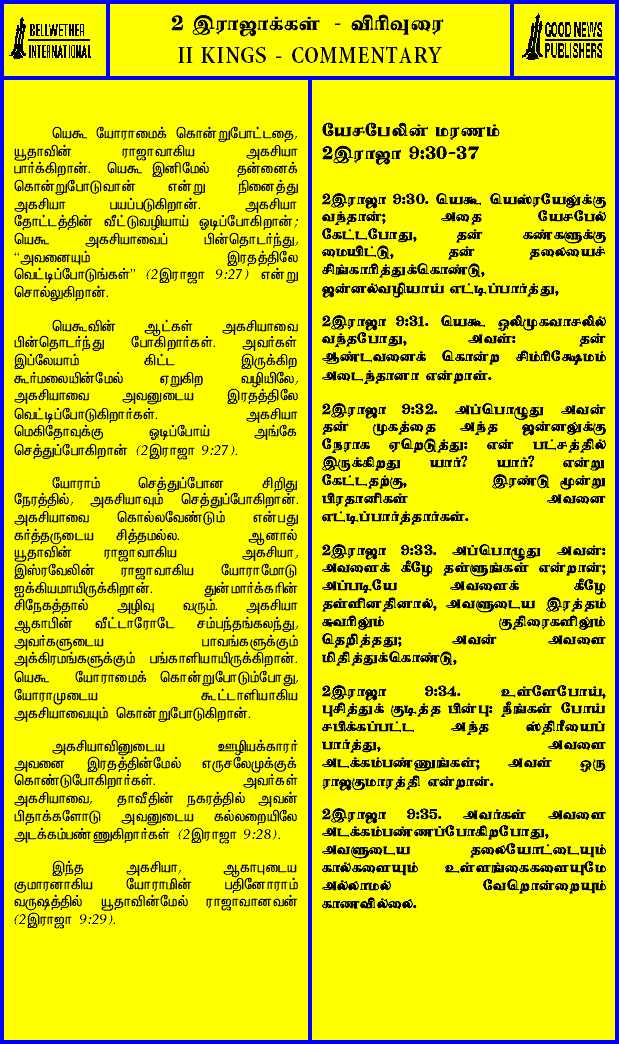 BELLWETHER
INTERNATIONAL
2 இராஜாக்கள் - விரிவுரை
II KINGS - COMMENTARY
GOOD NEWS
PUBLISHERS
யெகூ யோராமைக் கொன்றுபோட்டதை,
யூதாவின் ராஜாவாகிய அகசியா
பார்க்கிறான். யெகூ இனிமேல் தன்னைக்
கொன்றுபோடுவான் என்று நினைத்து
அகசியா பயப்படுகிறான். அகசியா
தோட்டத்தின் வீட்டுவழியாய் ஓடிப்போகிறான்;
யெகூ அகசியாவைப் பின்தொடர்ந்து,
“அவனையும் இரதத்திலே
வெட்டிப்போடுங்கள்” (2இராஜா 9:27) என்று
சொல்லுகிறான்.
யெகூவின் ஆட்கள் அகசியாவை
பின்தொடர்ந்து போகிறார்கள். அவர்கள்
இப்லேயாம் கிட்ட இருக்கிற
கூர்மலையின்மேல் ஏறுகிற வழியிலே,
அகசியாவை அவனுடைய இரதத்திலே
வெட்டிப்போடுகிறார்கள். அகசியா
மெகிதோவுக்கு ஓடிப்போய் அங்கே
செத்துப்போகிறான் (2இராஜா 9:27).
யோராம் செத்துப்போன சிறிது
நேரத்தில், அகசியாவும் செத்துப்போகிறான்.
அகசியாவை கொல்லவேண்டும் என்பது
கர்த்தருடைய சித்தமல்ல. ஆனால்
யூதாவின் ராஜாவாகிய அகசியா,
இஸ்ரவேலின் ராஜாவாகிய யோராமோடு
ஐக்கியமாயிருக்கிறான். துன்மார்க்கரின்
சிநேகத்தால் அழிவு வரும். அகசியா
ஆகாபின் வீட்டாரோடே சம்பந்தங்கலந்து,
அவர்களுடைய பாவங்களுக்கும்
அக்கிரமங்களுக்கும் பங்காளியாயிருக்கிறான்.
யெகூ யோராமைக் கொன்றுபோடும்போது,
யோராமுடைய கூட்டாளியாகிய
அகசியாவையும் கொன்றுபோடுகிறான்.
அகசியாவினுடைய ஊழியக்காரர்
அவனை இரதத்தின்மேல் எருசலேமுக்குக்
கொண்டுபோகிறார்கள். அவர்கள்
அகசியாவை, தாவீதின் நகரத்தில் அவன்
பிதாக்களோடு அவனுடைய கல்லறையிலே
அடக்கம்பண்ணுகிறார்கள் (2இராஜா 9:28).
இந்த அகசியா, ஆகாபுடைய
குமாரனாகிய யோராமின் பதினோராம்
வருஷத்தில் யூதாவின்மேல் ராஜாவானவன்
(2இராஜா 9:29).
யேசபேலின் மரணம்
2இராஜா 9:30-37
2இராஜா 9:30. யெகூ யெஸ்ரயேலுக்கு
வந்தான்; அதை யேசபேல்
கேட்டபோது, தன் கண்களுக்கு
மையிட்டு, தன் தலையைச்
சிங்காரித்துக்கொண்டு,
ஜன்னல்வழியாய் எட்டிப்பார்த்து,
2இராஜா 9:31. யெகூ ஒலிமுகவாசலில்
வந்தபோது, அவள்: தன்
ஆண்டவனைக் கொன்ற சிம்ரிக்ஷேமம்
அடைந்தானா என்றாள்.
2இராஜா 9:32. அப்பொழுது அவன்
தன் முகத்தை அந்த ஜன்னலுக்கு
நேராக ஏறெடுத்து: என் பட்சத்தில்
இருக்கிறது யார்? யார்? என்று
கேட்டதற்கு, இரண்டு மூன்று
பிரதானிகள் அவனை
எட்டிப்பார்த்தார்கள்.
2இராஜா 9:33. அப்பொழுது அவன்:
அவளைக் கீழே தள்ளுங்கள் என்றான்;
அப்படியே அவளைக் கீழே
தள்ளினதினால், அவளுடைய இரத்தம்
சுவரிலும் குதிரைகளிலும்
தெறித்தது; அவன் அவளை
மிதித்துக்கொண்டு,
2இராஜா 9:34. உள்ளேபோய்,
புசித்துக் குடித்த பின்பு: நீங்கள் போய்
சபிக்கப்பட்ட அந்த ஸ்திரீயைப்
பார்த்து, அவளை
அடக்கம்பண்ணுங்கள்; அவள் ஒரு
ராஜகுமாரத்தி என்றான்.
2இராஜா 9:35. அவர்கள் அவளை
அடக்கம்பண்ணப்போகிறபோது,
அவளுடைய தலையோட்டையும்
கால்களையும் உள்ளங்கைகளையுமே
அல்லாமல் வேறொன்றையும்
காணவில்லை.